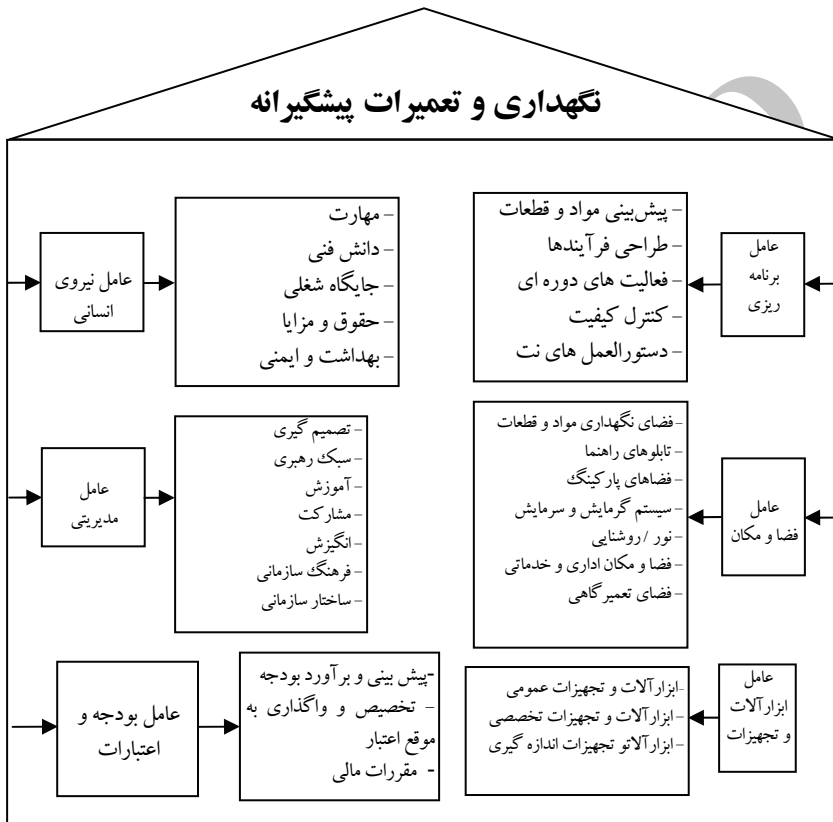 نگهداری و تعمیرات پیشگیرانه
عامل
برنامه
ریزی
– پیش‌بینی مواد و قطعات
– طراحی فرآیندها
– فعالیت های دوره ای
– کنترل کیفیت
– دستورالعمل های نت
عامل نیروی
انسانی
– مهارت
– دانش فنی
– جایگاه شغلی
– حقوق و مزایا
– بهداشت و ایمنی
عامل
فضا و مکان
– فضای نگهداری مواد و قطعات
– تابلوهای راهنما
– فضاهای پارکینگ
– سیستم گرمایش و سرمایش
– نور / روشنایی
– فضا و مکان اداری و خدماتی
– فضای تعمیرگاهی
عامل
مدیریتی
– تصمیم گیری
– سبک رهبری
– آموزش
– مشارکت
– انگیزش
– فرهنگ سازمانی
– ساختار سازمانی
عامل
ابزارآلات
و تجهیزات
-ابزارآلات و تجهیزات عمومی
– ابزارآلات و تجهیزات تخصصی
– ابزارآلاتو تجهیزات اندازه گیری
عامل بودجه و
اعتبارات
-پیش بینی و برآورد بودجه
– تخصیص و واگذاری به
موقع اعتبار
- مقررات مالی